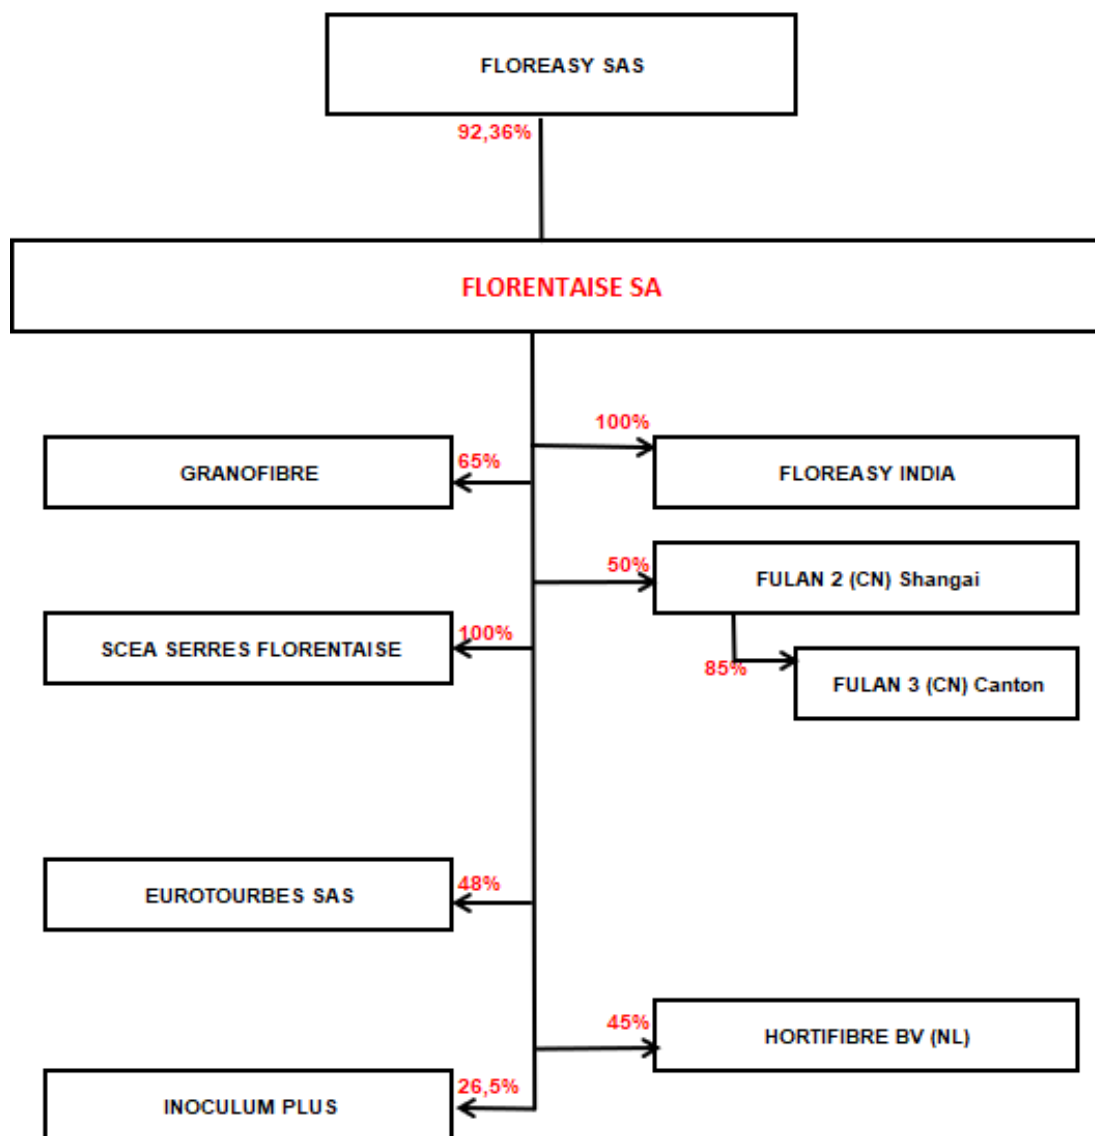 FLOREASY SAS
92,36%
FLORENTAISE SA
100%
FLOREASY INDIA
65%
GRANOFIBRE
50%
FULAN 2 (CN) Shangai
100%
SCEA SERRES FLORENTAISE
85%
FULAN 3 (CN) Canton
48%
EUROTOURBES SAS
45%
HORTIFIBRE BV (NL)
26,5%
INOCULUM PLUS